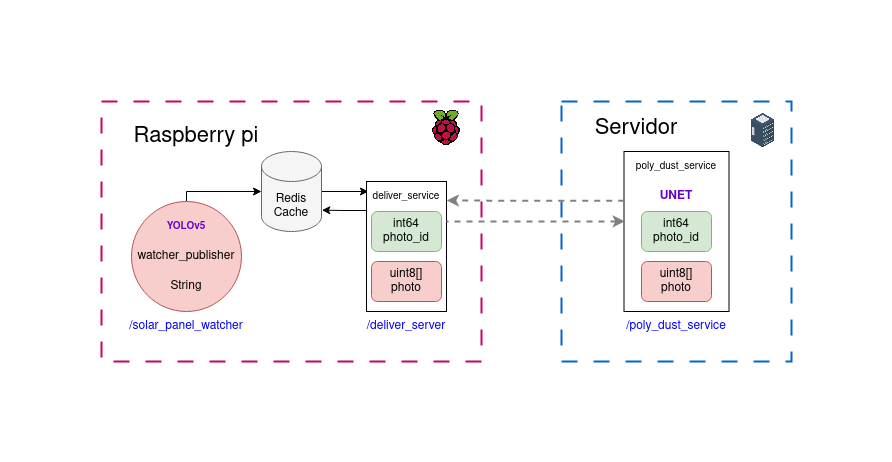 Raspberry pi
Redis
Cache
YOLOv5
watcher_publisher
String
/solar_panel_watcher
deliver_service
int64
photo_id
uint8[]
photo
/deliver_server
Servidor
poly_dust_service
UNET
int64
photo_id
uint8[]
photo
/poly_dust_service